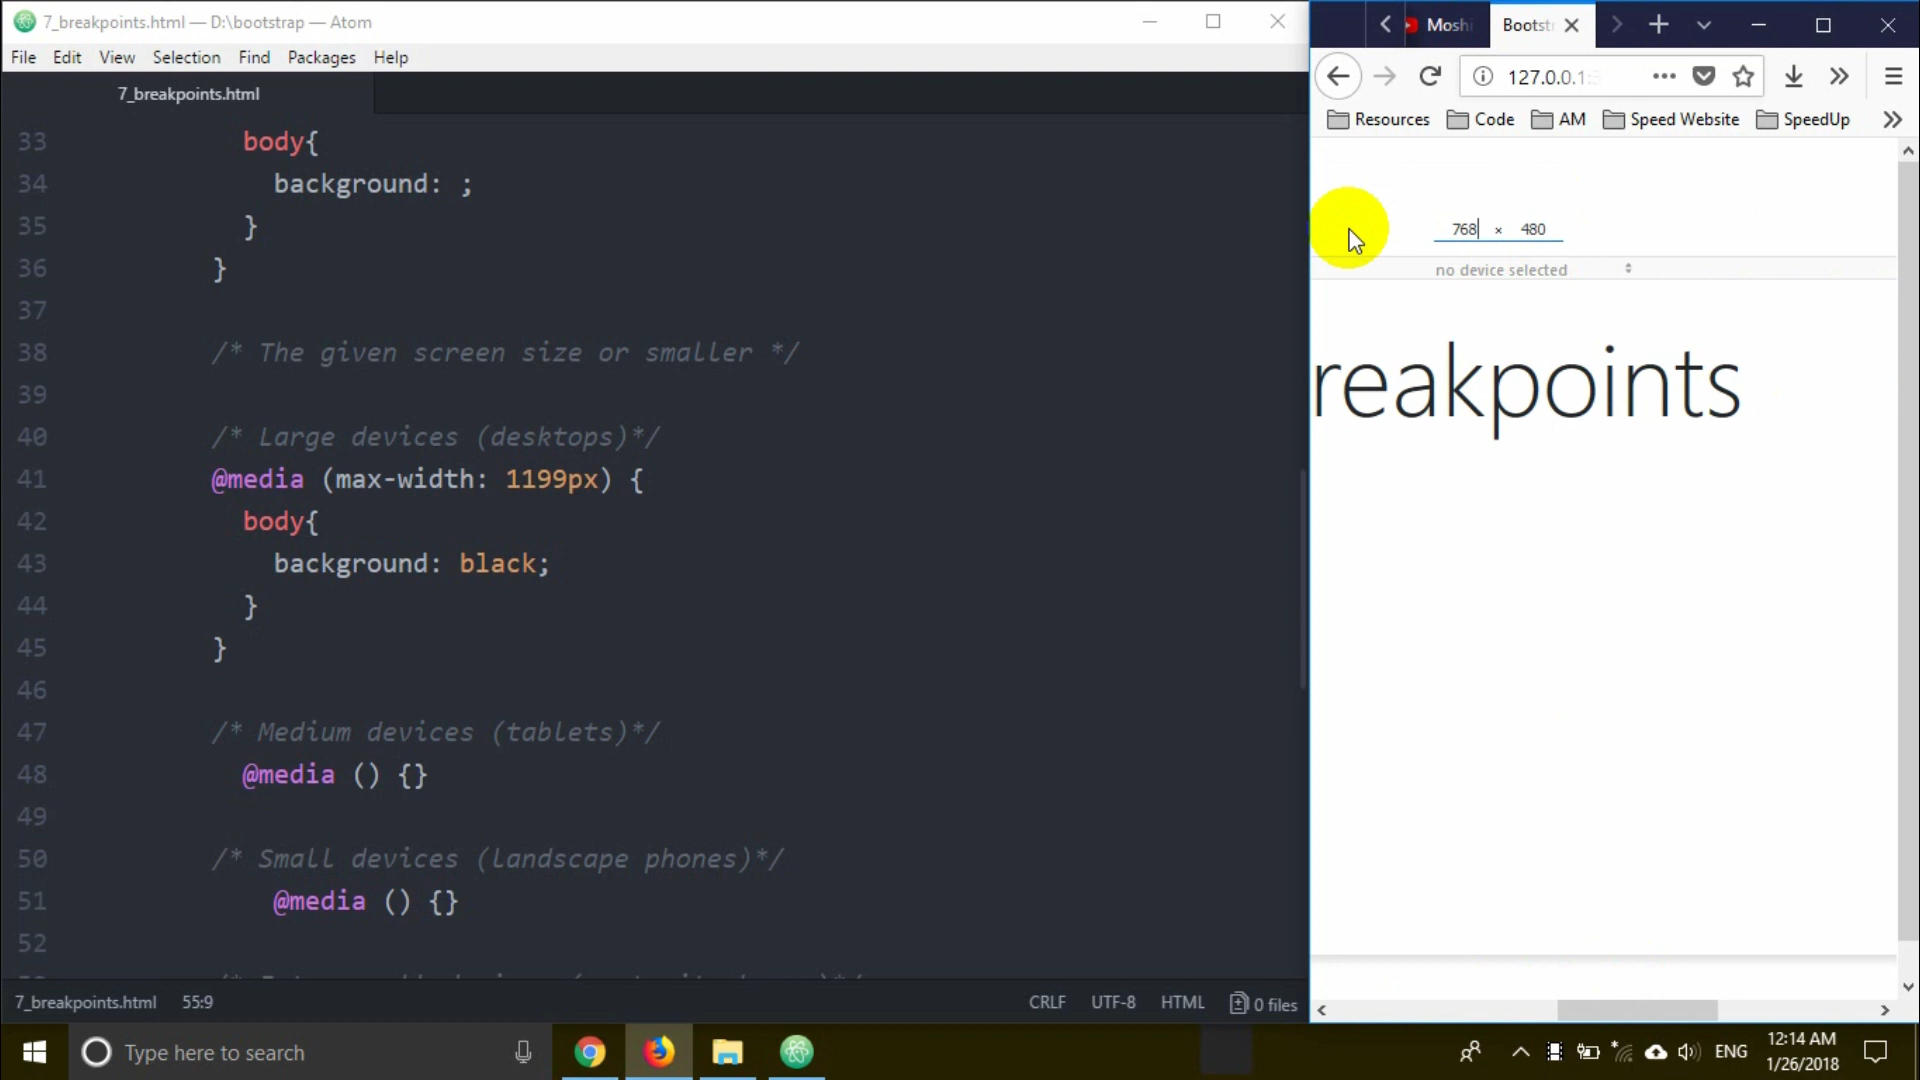 7_breakpoints.html — D:\bootstrap — Atom
File Edit View Selection Find Packages Help
7_breakpoints.html
33 body{
34 background: ;
35 }
36 }
37
38 /* The given screen size or smaller */
39
40 /* Large devices (desktops)*/
41 @media (max-width: 1199px) {
42 body{
43 background: black;
44 }
45 }
46
47 /* Medium devices (tablets)*/
48 @media () {}
49
50 /* Small devices (landscape phones)*/
51 @media () {}
52
7_breakpoints.html 55:9 CRLF UTF-8 HTML 0 files
Moshi Bootst
127.0.0.1:
Resources Code AM Speed Website SpeedUp
768 × 480
no device selected
reakpoints
Type here to search
ENG
12:14 AM
1/26/2018